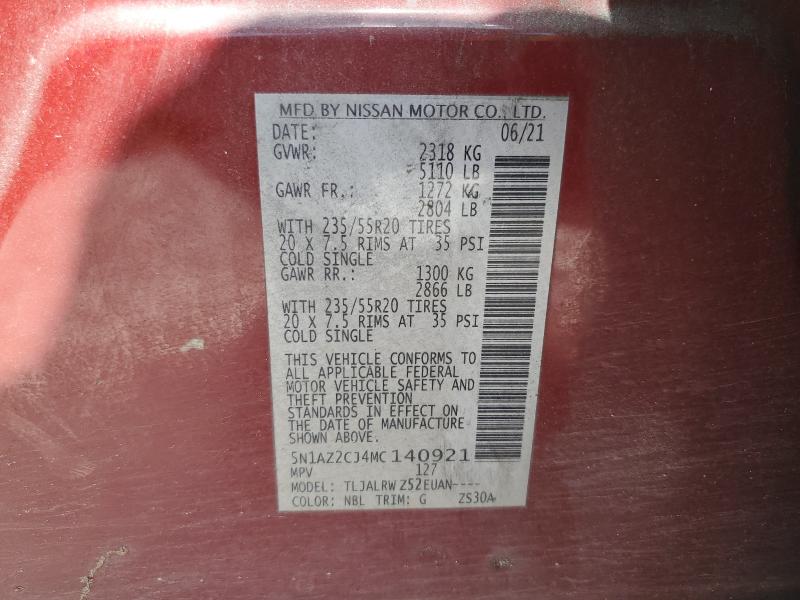 MFD BY NISSAN MOTOR CO., LTD.
DATE: 06/21
GVWR: 2318 KG
5110 LB
GAWR FR.: 1272 KG
2804 LB
WITH 235/55R20 TIRES
20 X 7.5 RIMS AT 35 PSI
COLD SINGLE
GAWR RR.: 1300 KG
2866 LB
WITH 235/55R20 TIRES
20 X 7.5 RIMS AT 35 PSI
COLD SINGLE
THIS VEHICLE CONFORMS TO
ALL APPLICABLE FEDERAL
MOTOR VEHICLE SAFETY AND
THEFT PREVENTION
STANDARDS IN EFFECT ON
THE DATE OF MANUFACTURE
SHOWN ABOVE.
5N1AZ2CJ4MC140921
MPV 127
MODEL: TLJALRW Z52EUAN----
COLOR: NBL TRIM: G ZS30A